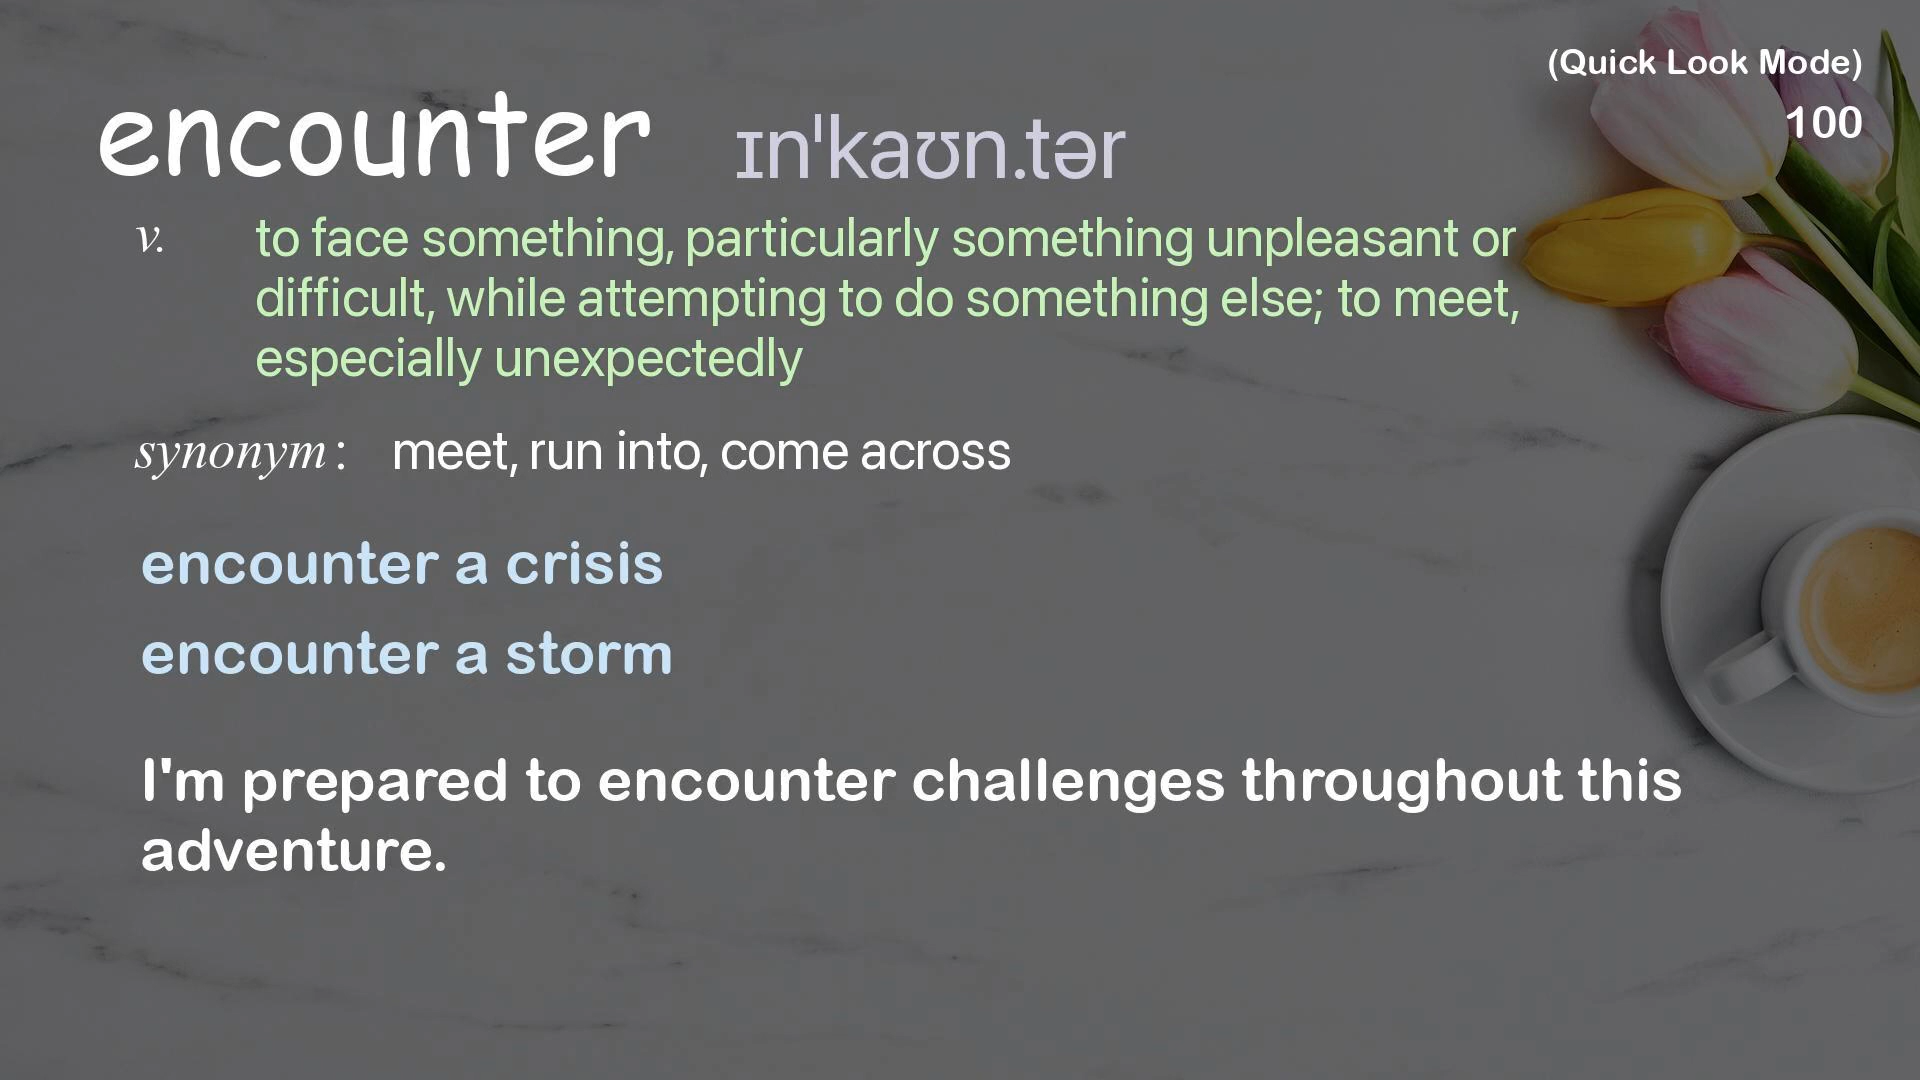 (Quick Look Mode)
100
encounter ɪnˈkaʊn.tər
v. to face something, particularly something unpleasant or
difficult, while attempting to do something else; to meet,
especially unexpectedly
synonym: meet, run into, come across
encounter a crisis
encounter a storm
I'm prepared to encounter challenges throughout this
adventure.